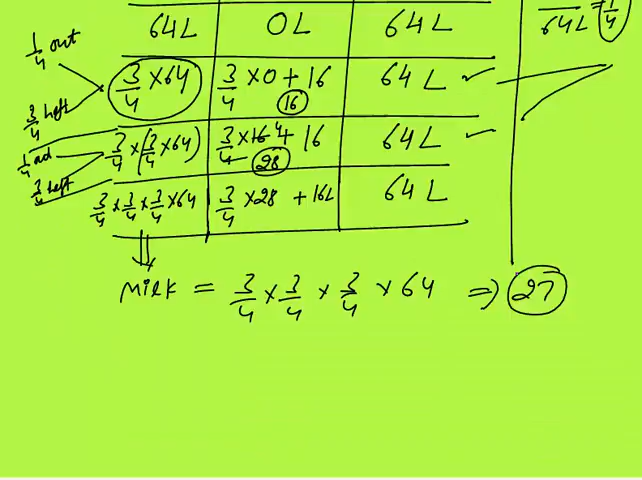 64L 0L 64L 64L = 1/4
1/4 out
3/4 × 64 3/4 × 0 + 16 64 L
16
3/4 left
3/4 × (3/4 × 64) 3/4 × 16 + 16 64 L
1/4 ad
28
3/4 left
3/4 × 3/4 × 3/4 × 64 3/4 × 28 + 16L 64 L
Milk = 3/4 × 3/4 × 3/4 × 64 ⇒ 27